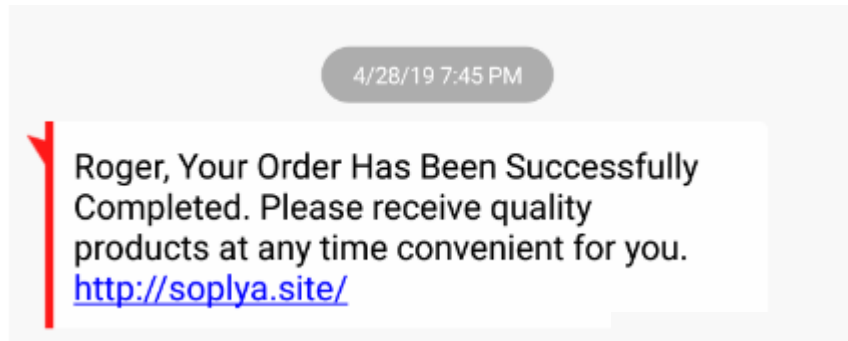 4/28/19 7:45 PM
Roger, Your Order Has Been Successfully
Completed. Please receive quality
products at any time convenient for you.
http://soplya.site/